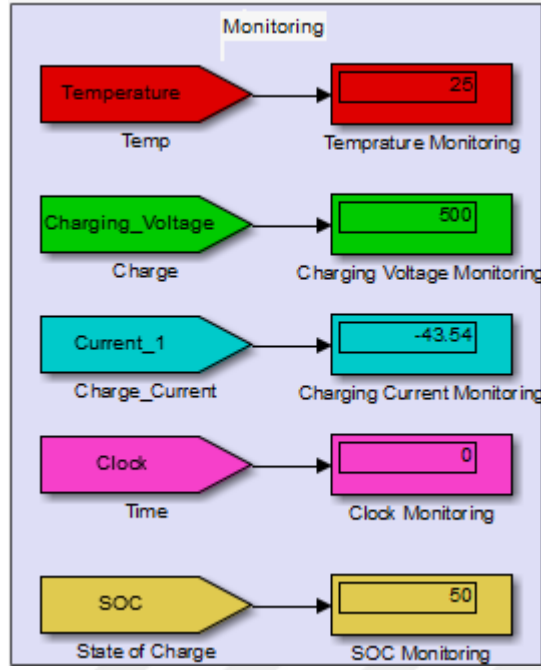 Monitoring
Temperature
25
Temp
Temprature Monitoring
Charging_Voltage
500
Charge
Charging Voltage Monitoring
Current_1
-43.54
Charge_Current
Charging Current Monitoring
Clock
0
Time
Clock Monitoring
SOC
50
State of Charge
SOC Monitoring